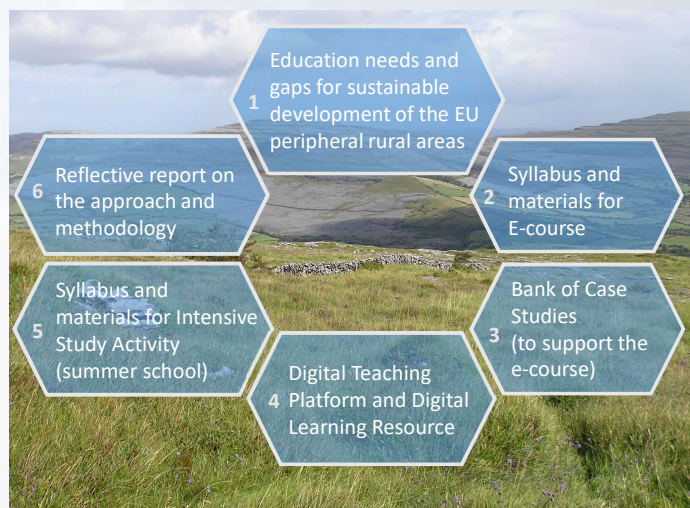 1
Education needs and
gaps for sustainable
development of the EU
peripheral rural areas
2
Syllabus and
materials for
E-course
3
Bank of Case
Studies
(to support the
e-course)
4
Digital Teaching
Platform and Digital
Learning Resource
5
Syllabus and
materials for Intensive
Study Activity
(summer school)
6
Reflective report on
the approach and
methodology